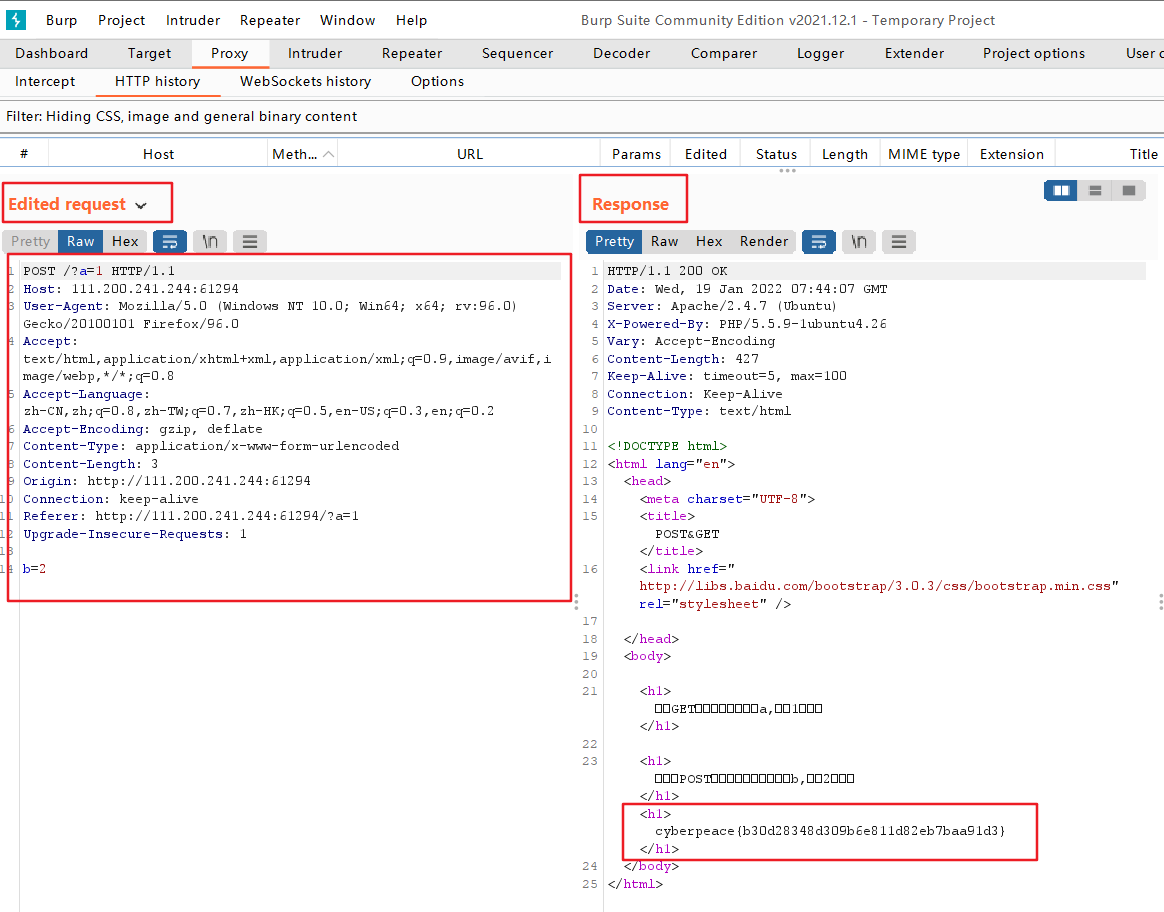 Burp Project Intruder Repeater Window Help Burp Suite Community Edition v2021.12.1 - Temporary Project
Dashboard Target Proxy Intruder Repeater Sequencer Decoder Comparer Logger Extender Project options User
Intercept HTTP history WebSockets history Options
Filter: Hiding CSS, image and general binary content
# Host Meth... URL Params Edited Status Length MIME type Extension Title
Edited request
Pretty Raw Hex \n
1 POST /?a=1 HTTP/1.1
2 Host: 111.200.241.244:61294
3 User-Agent: Mozilla/5.0 (Windows NT 10.0; Win64; x64; rv:96.0)
Gecko/20100101 Firefox/96.0
4 Accept:
text/html,application/xhtml+xml,application/xml;q=0.9,image/avif,i
mage/webp,*/*;q=0.8
5 Accept-Language:
zh-CN,zh;q=0.8,zh-TW;q=0.7,zh-HK;q=0.5,en-US;q=0.3,en;q=0.2
6 Accept-Encoding: gzip, deflate
7 Content-Type: application/x-www-form-urlencoded
8 Content-Length: 3
9 Origin: http://111.200.241.244:61294
10 Connection: keep-alive
11 Referer: http://111.200.241.244:61294/?a=1
12 Upgrade-Insecure-Requests: 1
13
14 b=2
Response
Pretty Raw Hex Render \n
1 HTTP/1.1 200 OK
2 Date: Wed, 19 Jan 2022 07:44:07 GMT
3 Server: Apache/2.4.7 (Ubuntu)
4 X-Powered-By: PHP/5.5.9-1ubuntu4.26
5 Vary: Accept-Encoding
6 Content-Length: 427
7 Keep-Alive: timeout=5, max=100
8 Connection: Keep-Alive
9 Content-Type: text/html
10
11 <!DOCTYPE html>
12 <html lang="en">
13 <head>
14 <meta charset="UTF-8">
15 <title>
POST&GET
</title>
16 <link href="
http://libs.baidu.com/bootstrap/3.0.3/css/bootstrap.min.css"
rel="stylesheet" />
17
18 </head>
19 <body>
20
21 <h1>
□□GET□□□□□□□□a,□□1□□□
</h1>
22
23 <h1>
□□□POST□□□□□□□□□□b,□□2□□□
</h1>
<h1>
cyberpeace{b30d28348d309b6e811d82eb7baa91d3}
</h1>
24 </body>
25 </html>